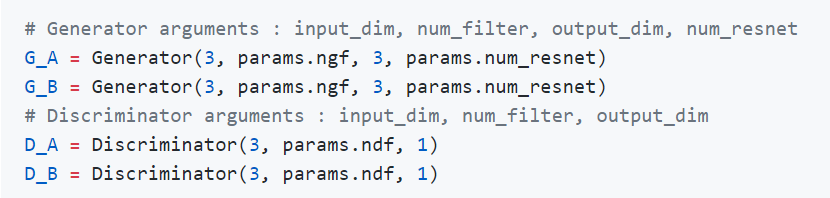 # Generator arguments : input_dim, num_filter, output_dim, num_resnet
G_A = Generator(3, params.ngf, 3, params.num_resnet)
G_B = Generator(3, params.ngf, 3, params.num_resnet)
# Discriminator arguments : input_dim, num_filter, output_dim
D_A = Discriminator(3, params.ndf, 1)
D_B = Discriminator(3, params.ndf, 1)